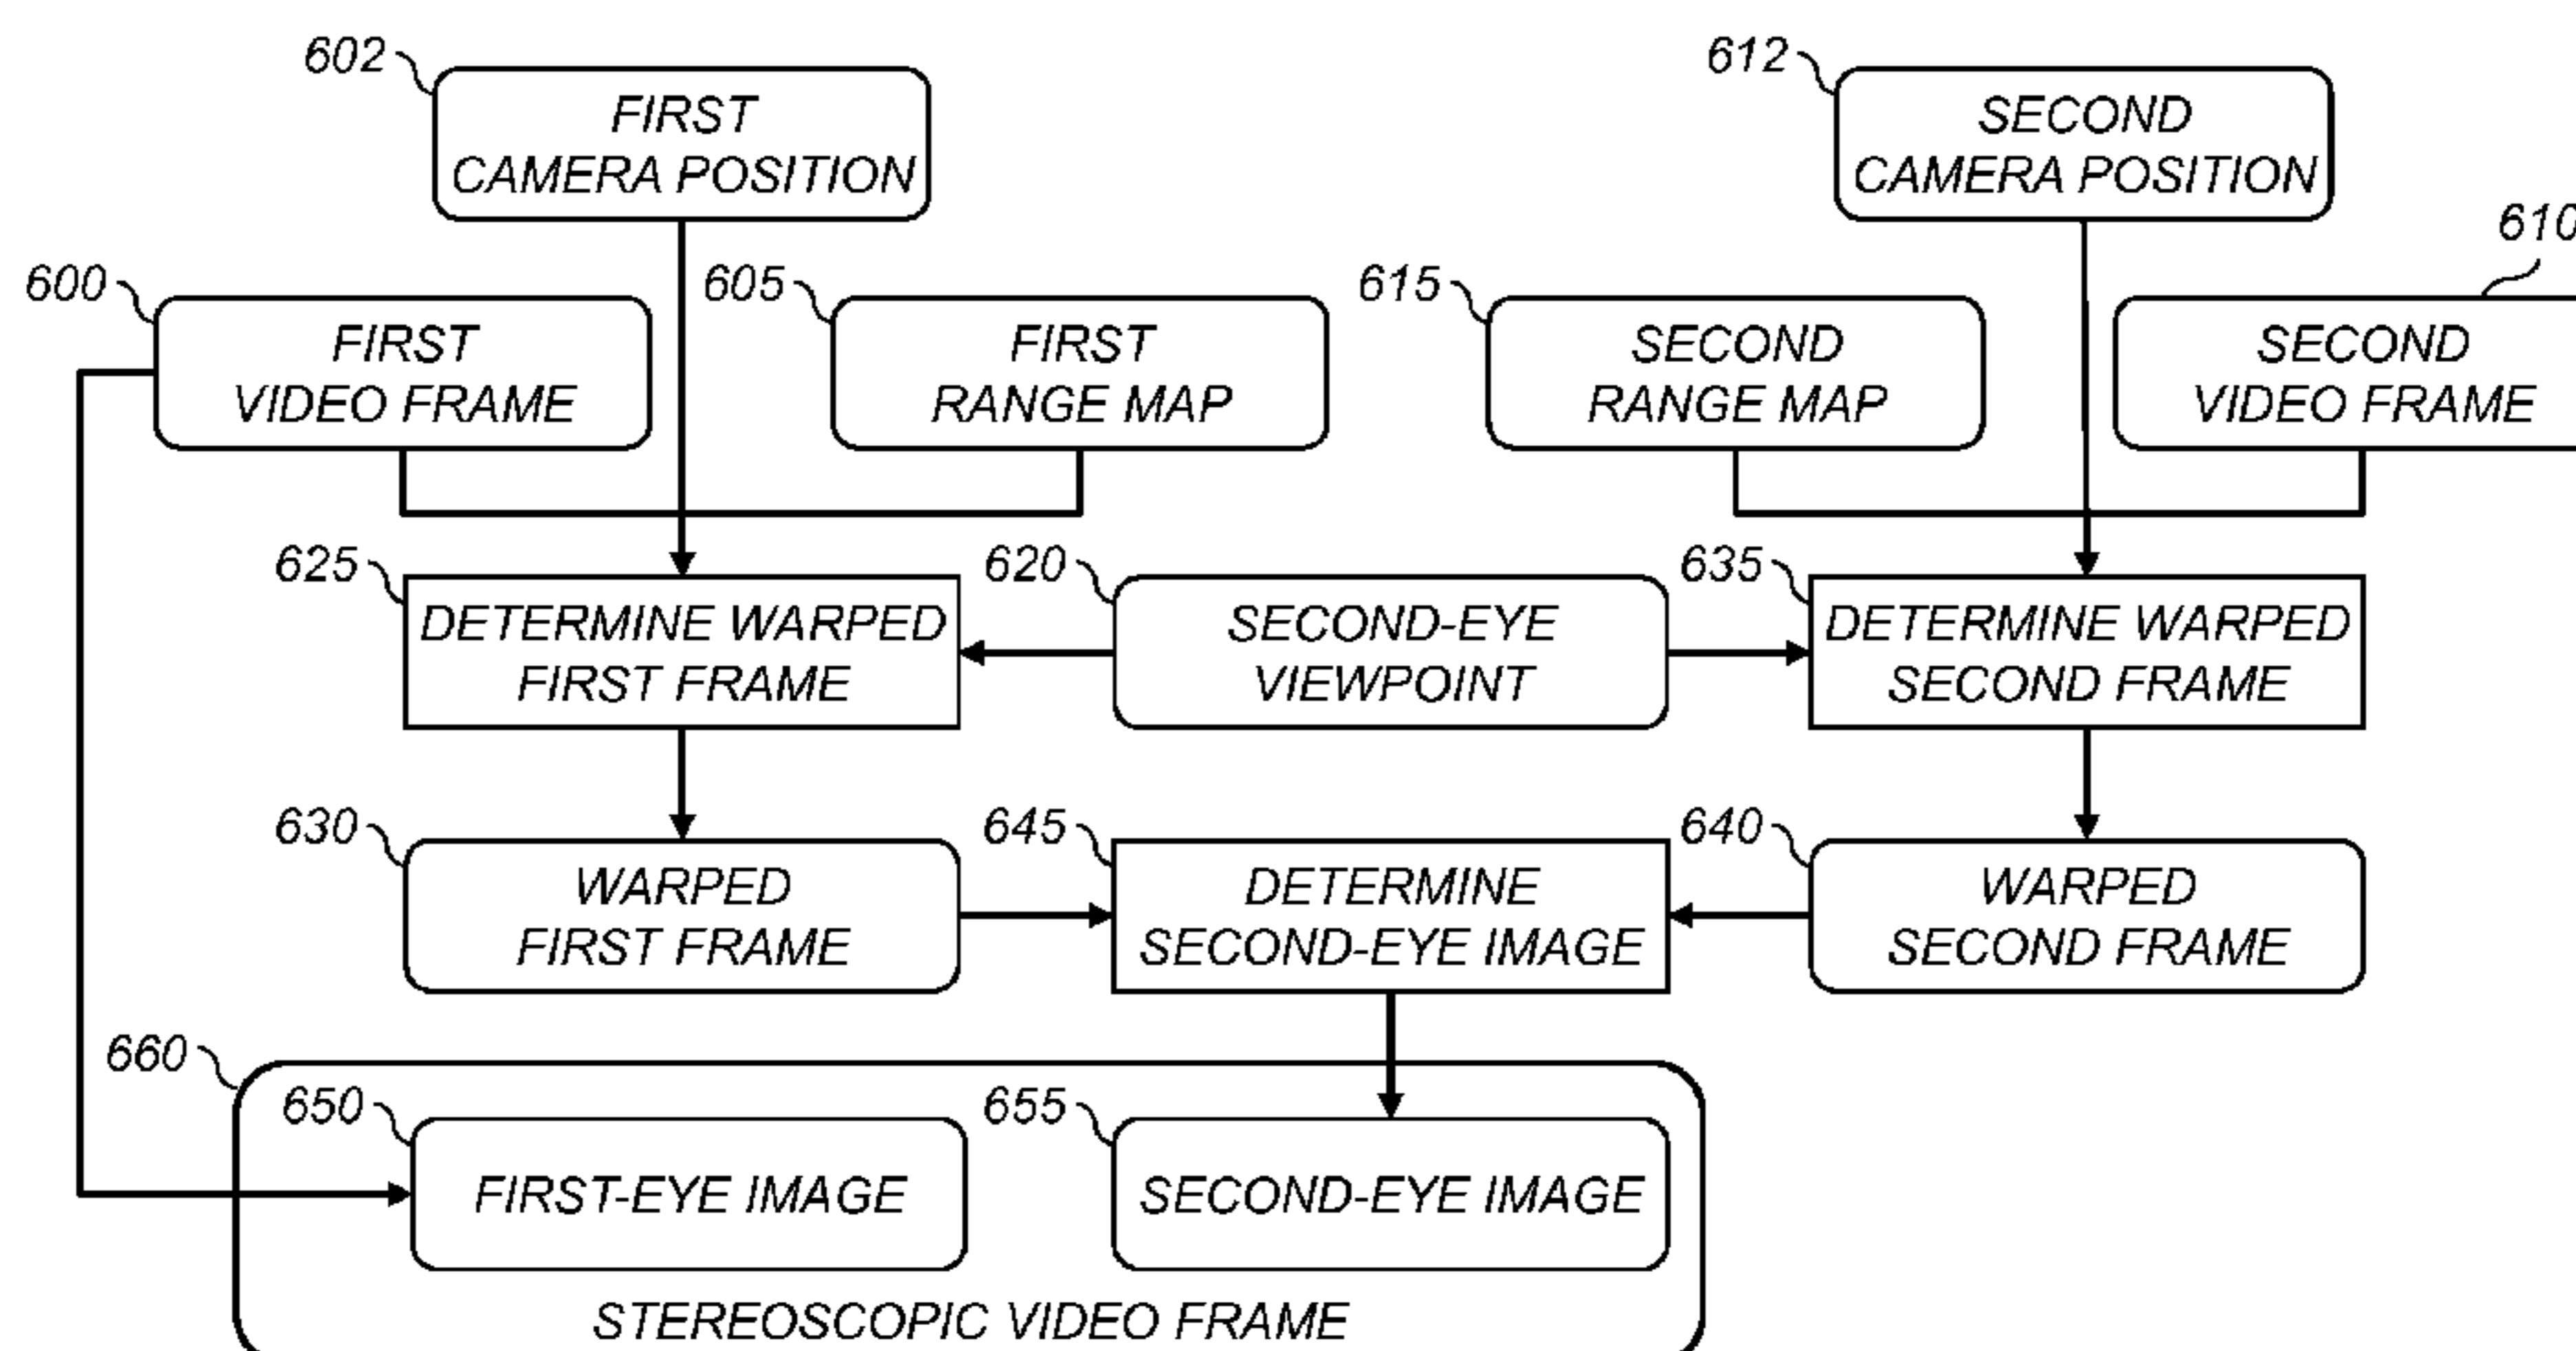 602
FIRST
CAMERA POSITION
612
SECOND
CAMERA POSITION
600
FIRST
VIDEO FRAME
605
FIRST
RANGE MAP
615
SECOND
RANGE MAP
610
SECOND
VIDEO FRAME
625
DETERMINE WARPED
FIRST FRAME
620
SECOND-EYE
VIEWPOINT
635
DETERMINE WARPED
SECOND FRAME
630
WARPED
FIRST FRAME
645
DETERMINE
SECOND-EYE IMAGE
640
WARPED
SECOND FRAME
660
650
FIRST-EYE IMAGE
655
SECOND-EYE IMAGE
STEREOSCOPIC VIDEO FRAME